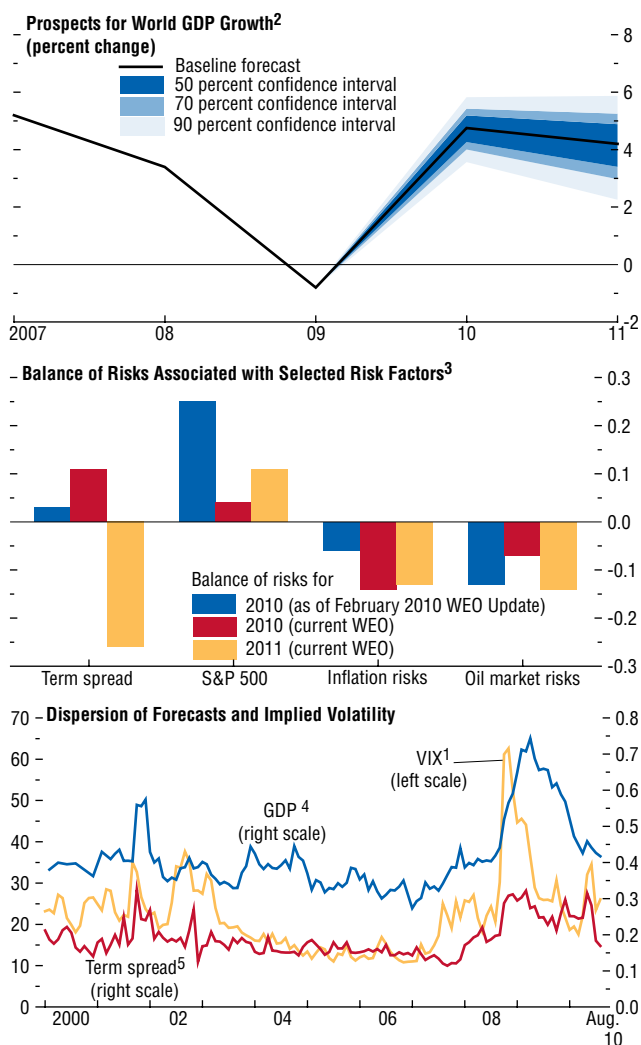 Prospects for World GDP Growth²
(percent change)
Baseline forecast
50 percent confidence interval
70 percent confidence interval
90 percent confidence interval
8
6
4
2
0
-2
2007 08 09 10 11
Balance of Risks Associated with Selected Risk Factors³
0.3
0.2
0.1
0.0
-0.1
-0.2
-0.3
Balance of risks for
2010 (as of February 2010 WEO Update)
2010 (current WEO)
2011 (current WEO)
Term spread S&P 500 Inflation risks Oil market risks
Dispersion of Forecasts and Implied Volatility
70
60
50
40
30
20
10
0
VIX¹
(left scale)
GDP ⁴
(right scale)
Term spread⁵
(right scale)
0.8
0.7
0.6
0.5
0.4
0.3
0.2
0.1
0.0
2000 02 04 06 08 Aug.
10